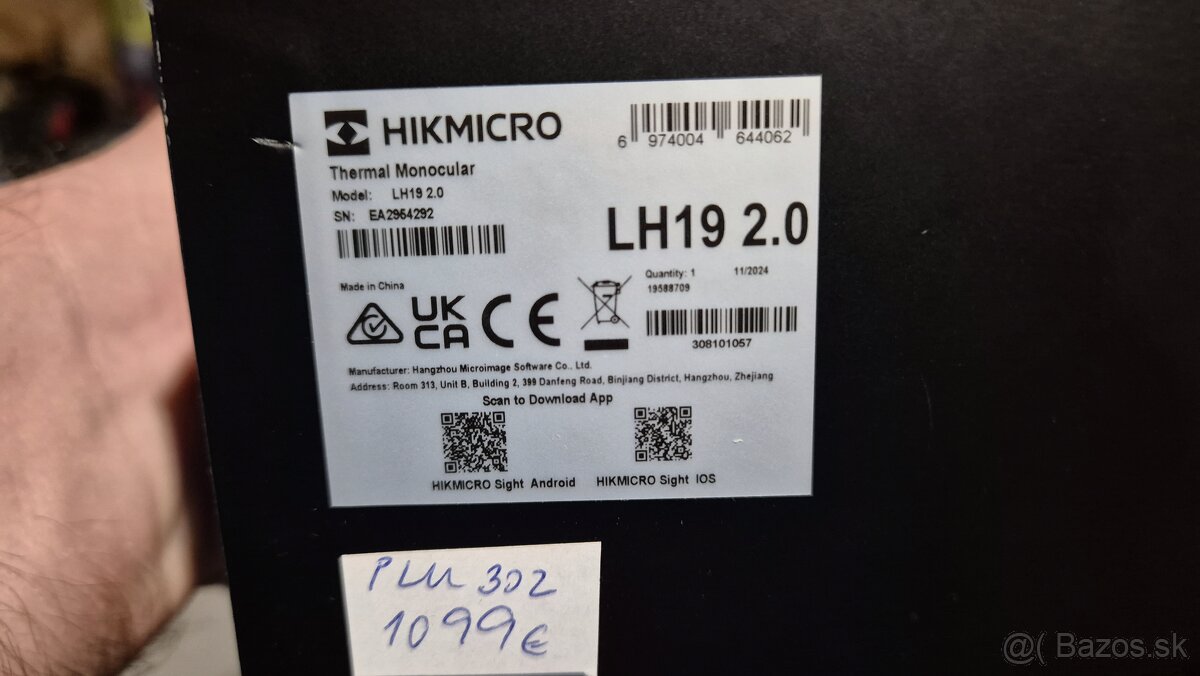 HIKMICRO
6 974004 644062
Thermal Monocular
Model: LH19 2.0
SN: EA2954292
LH19 2.0
Quantity: 1 11/2024
19588709
Made in China
UK
CA CE
308101057
Manufacturer: Hangzhou Microimage Software Co., Ltd.
Address: Room 313, Unit B, Building 2, 399 Danfeng Road, Binjiang District, Hangzhou, Zhejiang
Scan to Download App
HIKMICRO Sight Android HIKMICRO Sight IOS
PLU 302
1099€
@( Bazos.sk